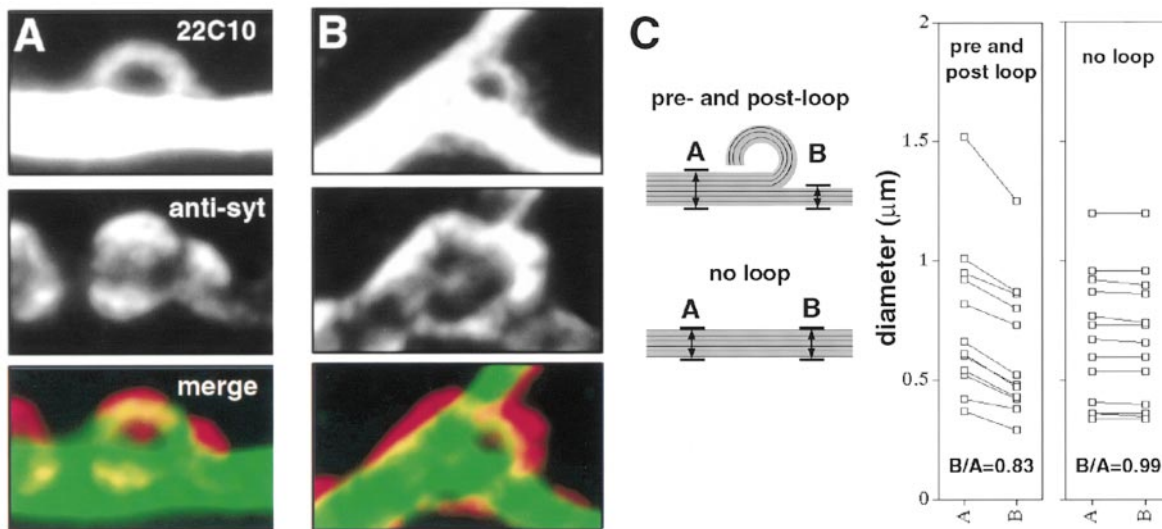 A
22C10
anti-syt
merge
B
C
pre- and post-loop
A
B
no loop
A
B
diameter (μm)
2
1.5
1
0.5
0
pre and
post loop
B/A=0.83
A
B
no loop
B/A=0.99
A
B